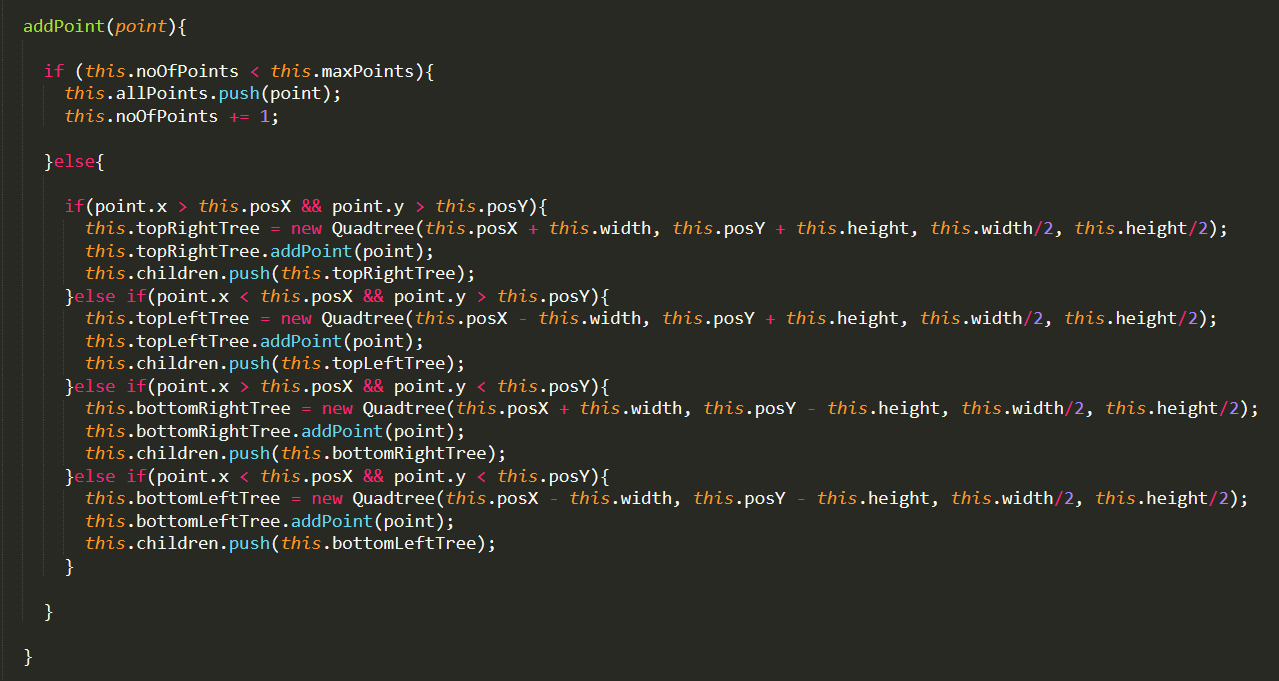 addPoint(point){
if (this.noOfPoints < this.maxPoints){
this.allPoints.push(point);
this.noOfPoints += 1;
}else{
if(point.x > this.posX && point.y > this.posY){
this.topRightTree = new Quadtree(this.posX + this.width, this.posY + this.height, this.width/2, this.height/2);
this.topRightTree.addPoint(point);
this.children.push(this.topRightTree);
}else if(point.x < this.posX && point.y > this.posY){
this.topLeftTree = new Quadtree(this.posX - this.width, this.posY + this.height, this.width/2, this.height/2);
this.topLeftTree.addPoint(point);
this.children.push(this.topLeftTree);
}else if(point.x > this.posX && point.y < this.posY){
this.bottomRightTree = new Quadtree(this.posX + this.width, this.posY - this.height, this.width/2, this.height/2);
this.bottomRightTree.addPoint(point);
this.children.push(this.bottomRightTree);
}else if(point.x < this.posX && point.y < this.posY){
this.bottomLeftTree = new Quadtree(this.posX - this.width, this.posY - this.height, this.width/2, this.height/2);
this.bottomLeftTree.addPoint(point);
this.children.push(this.bottomLeftTree);
}
}
}